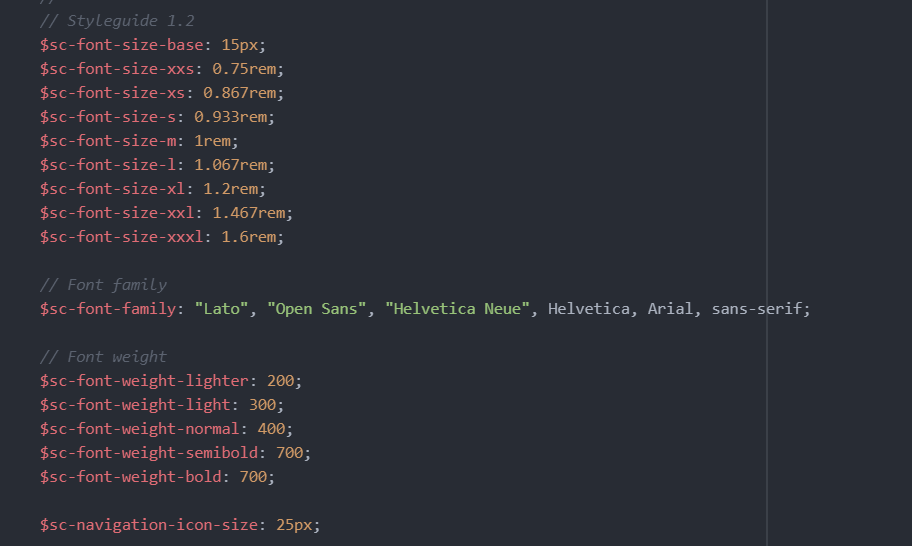 //
// Styleguide 1.2
$sc-font-size-base: 15px;
$sc-font-size-xxs: 0.75rem;
$sc-font-size-xs: 0.867rem;
$sc-font-size-s: 0.933rem;
$sc-font-size-m: 1rem;
$sc-font-size-l: 1.067rem;
$sc-font-size-xl: 1.2rem;
$sc-font-size-xxl: 1.467rem;
$sc-font-size-xxxl: 1.6rem;
// Font family
$sc-font-family: "Lato", "Open Sans", "Helvetica Neue", Helvetica, Arial, sans-serif;
// Font weight
$sc-font-weight-lighter: 200;
$sc-font-weight-light: 300;
$sc-font-weight-normal: 400;
$sc-font-weight-semibold: 700;
$sc-font-weight-bold: 700;
$sc-navigation-icon-size: 25px;